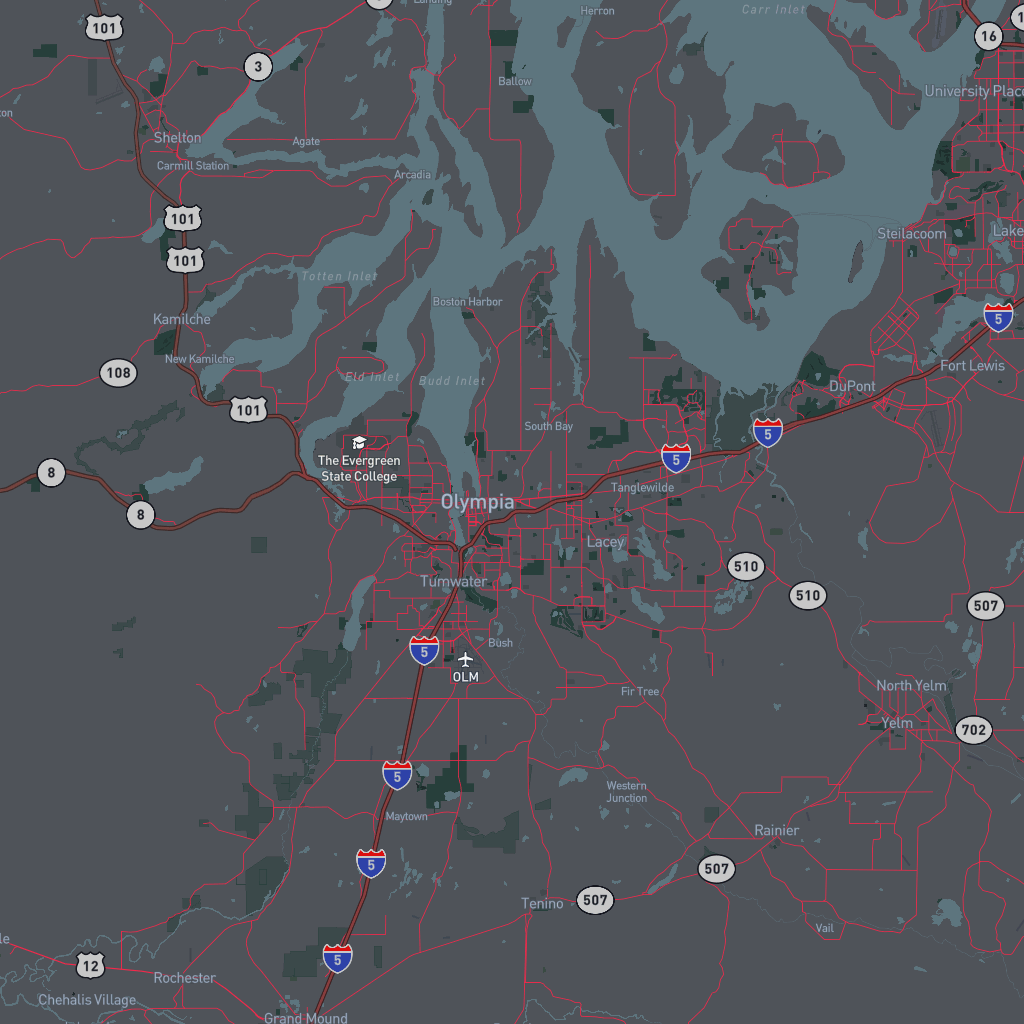 Landing
Herron
Carr Inlet
101
16
3
Ballow
University Place
Shelton
Agate
Carmill Station
Arcadia
101
Steilacoom
101
Totten Inlet
Boston Harbor
Kamilche
5
New Kamilche
108
Eld Inlet
Budd Inlet
Fort Lewis
DuPont
101
South Bay
5
The Evergreen
State College
5
8
Tanglewilde
Olympia
8
Lacey
510
Tumwater
510
507
Bush
5
OLM
North Yelm
Fir Tree
Yelm
702
5
Western
Junction
Maytown
Rainier
5
507
507
Tenino
Vail
5
12
Rochester
Chehalis Village
Grand Mound